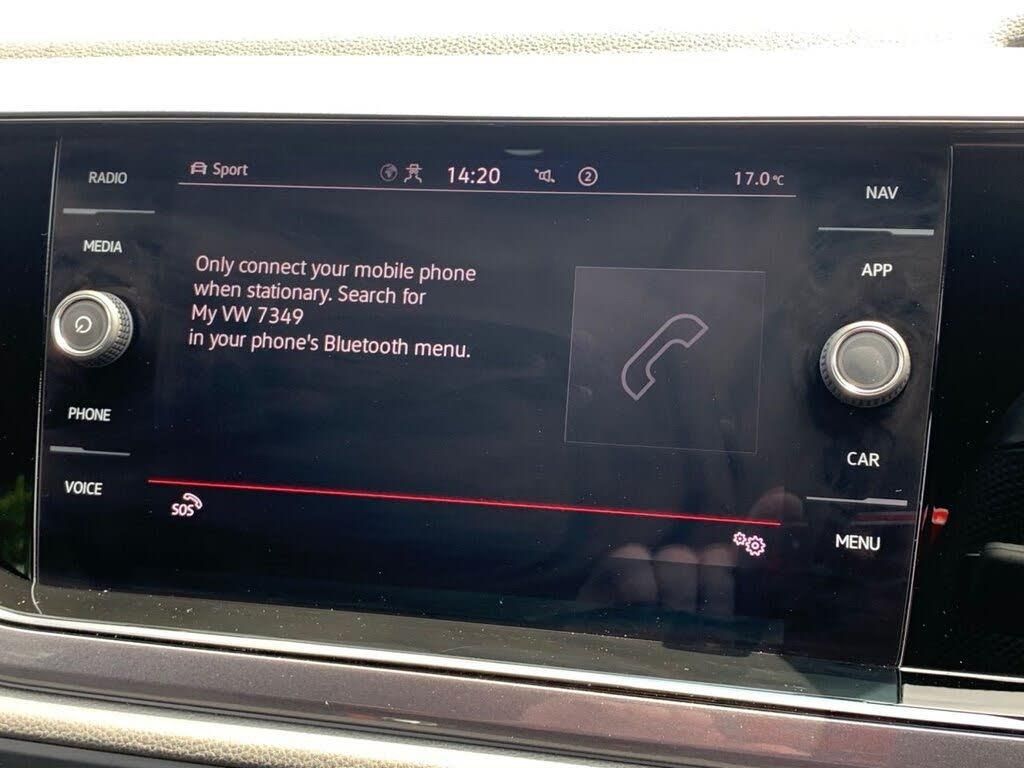 RADIO
MEDIA
PHONE
VOICE
Sport
14:20
2
17.0°C
Only connect your mobile phone
when stationary. Search for
My VW 7349
in your phone's Bluetooth menu.
SOS
NAV
APP
CAR
MENU